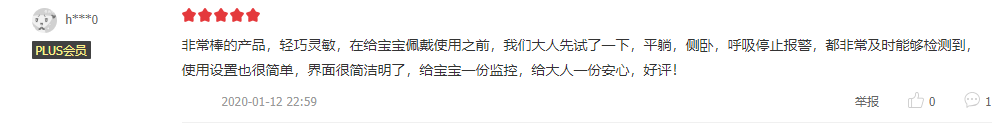 h***0
PLUS会员
非常棒的产品，轻巧灵敏，在给宝宝佩戴使用之前，我们大人先试了一下，平躺，侧卧，呼吸停止报警，都非常及时能够检测到，
使用设置也很简单，界面很简洁明了，给宝宝一份监控，给大人一份安心，好评！
2020-01-12 22:59 举报 0 1